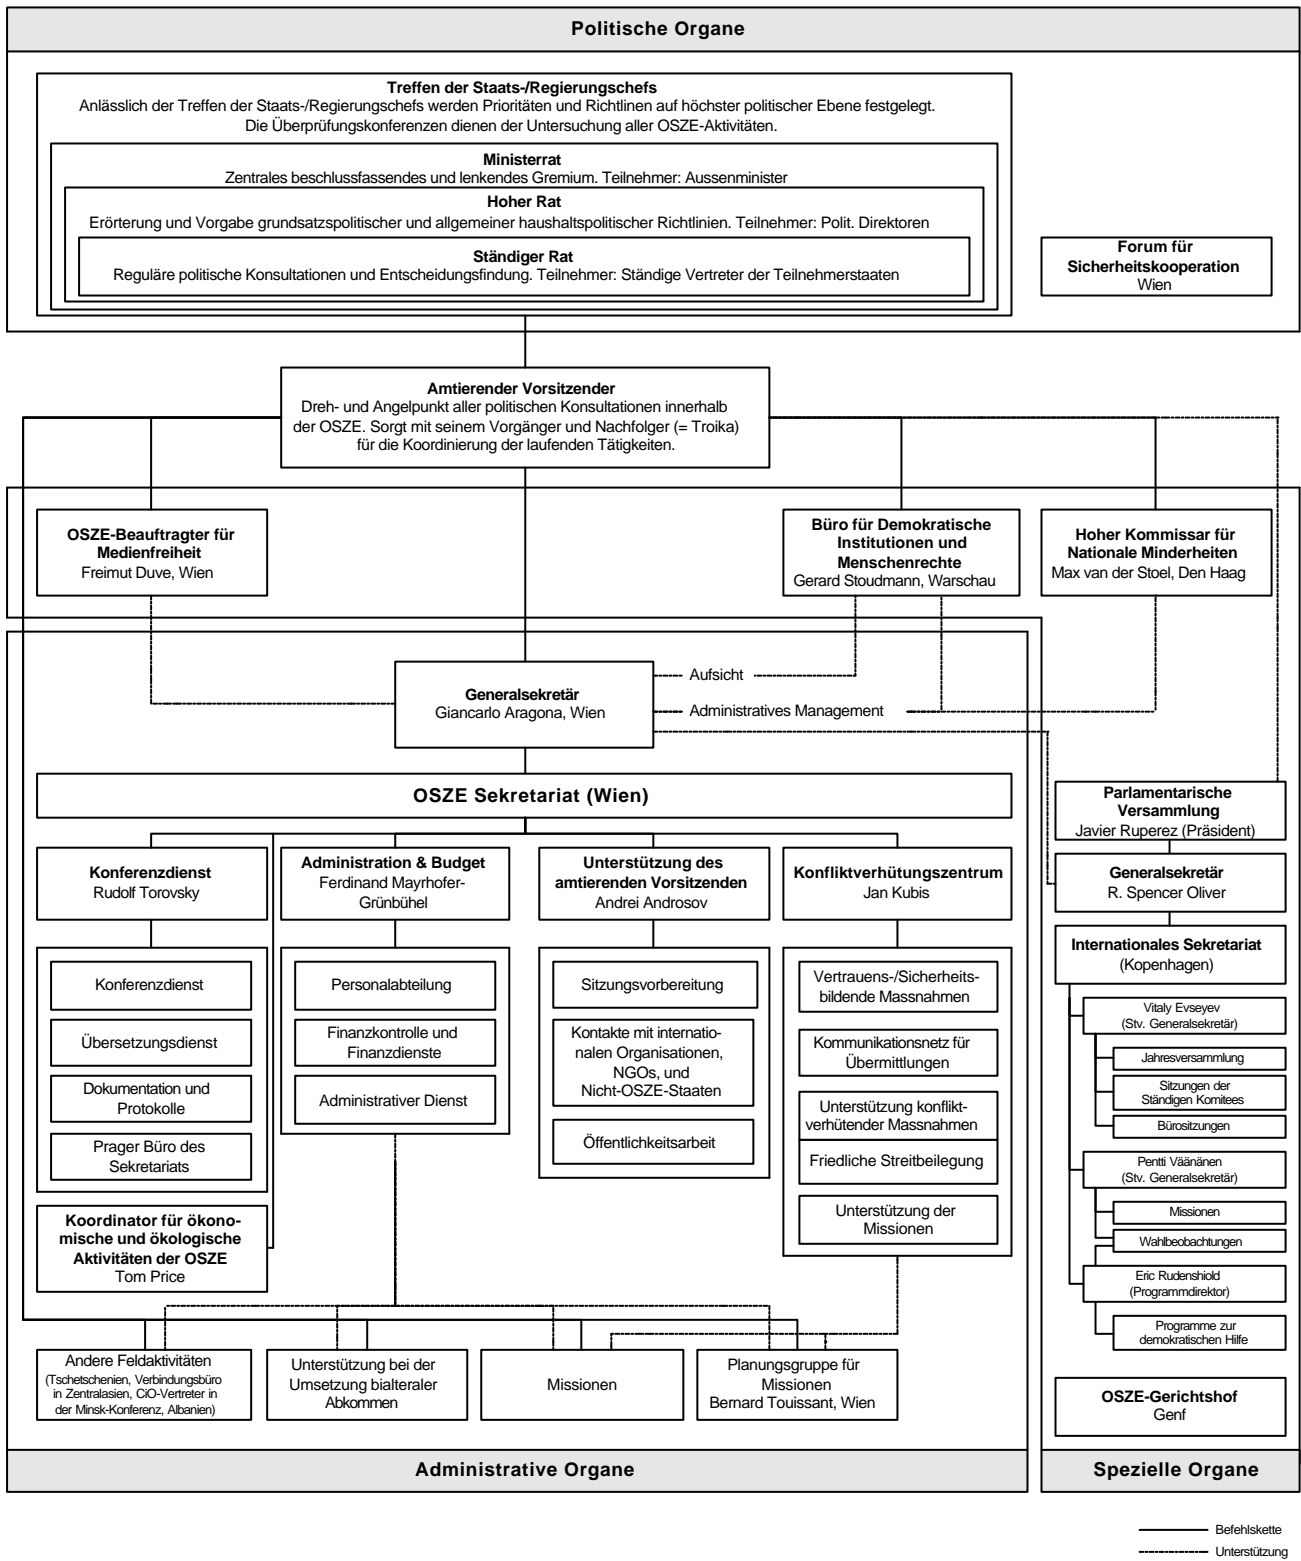 Politische Organe
Treffen der Staats-/Regierungschefs
Anlässlich der Treffen der Staats-/Regierungschefs werden Prioritäten und Richtlinen auf höchster politischer Ebene festgelegt.
Die Überprüfungskonferenzen dienen der Untersuchung aller OSZE-Aktivitäten.
Ministerrat
Zentrales beschlussfassendes und lenkendes Gremium. Teilnehmer: Aussenminister
Hoher Rat
Erörterung und Vorgabe grundsatzspolitischer und allgemeiner haushaltspolitischer Richtlinien. Teilnehmer: Polit. Direktoren
Ständiger Rat
Reguläre politische Konsultationen und Entscheidungsfindung. Teilnehmer: Ständige Vertreter der Teilnehmerstaaten
Forum für
Sicherheitskooperation
Wien
Amtierender Vorsitzender
Dreh- und Angelpunkt aller politischen Konsultationen innerhalb
der OSZE. Sorgt mit seinem Vorgänger und Nachfolger (= Troika)
für die Koordinierung der laufenden Tätigkeiten.
OSZE-Beauftragter für
Medienfreiheit
Freimut Duve, Wien
Büro für Demokratische
Institutionen und
Menschenrechte
Gerard Stoudmann, Warschau
Hoher Kommissar für
Nationale Minderheiten
Max van der Stoel, Den Haag
Generalsekretär
Giancarlo Aragona, Wien
Aufsicht
Administratives Management
OSZE Sekretariat (Wien)
Konferenzdienst
Rudolf Torovsky
Administration & Budget
Ferdinand Mayrhofer-
Grünbühel
Unterstützung des
amtierenden Vorsitzenden
Andrei Androsov
Konfliktverhütungszentrum
Jan Kubis
Konferenzdienst
Übersetzungsdienst
Dokumentation und
Protokolle
Prager Büro des
Sekretariats
Koordinator für ökono-
mische und ökologische
Aktivitäten der OSZE
Tom Price
Personalabteilung
Finanzkontrolle und
Finanzdienste
Administrativer Dienst
Sitzungsvorbereitung
Kontakte mit internatio-
nalen Organisationen,
NGOs, und
Nicht-OSZE-Staaten
Öffentlichkeitsarbeit
Vertrauens-/Sicherheits-
bildende Massnahmen
Kommunikationsnetz für
Übermittlungen
Unterstützung konflikt-
verhütender Massnahmen
Friedliche Streitbeilegung
Unterstützung der
Missionen
Andere Feldaktivitäten
(Tschetschenien, Verbindungsbüro
in Zentralasien, CiO-Vertreter in
der Minsk-Konferenz, Albanien)
Unterstützung bei der
Umsetzung bialteraler
Abkommen
Missionen
Planungsgruppe für
Missionen
Bernard Touissant, Wien
Administrative Organe
Parlamentarische
Versammlung
Javier Ruperez (Präsident)
Generalsekretär
R. Spencer Oliver
Internationales Sekretariat
(Kopenhagen)
Vitaly Evseyev
(Stv. Generalsekretär)
Jahresversammlung
Sitzungen der
Ständigen Komitees
Bürositzungen
Pentti Väänänen
(Stv. Generalsekretär)
Missionen
Wahlbeobachtungen
Eric Rudenshiold
(Programmdirektor)
Programme zur
demokratischen Hilfe
OSZE-Gerichtshof
Genf
Spezielle Organe
Befehlskette
Unterstützung